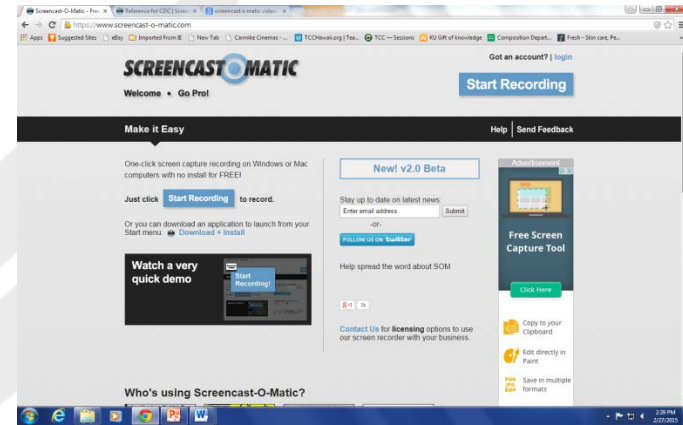 Screencast-O-Matic - Free
Reference for CDC | Screen
screencast o matic video
https://www.screencast-o-matic.com
Apps Suggested Sites eBay Imported From IE New Tab Carmike Cinemas - ... TCCHawaii.org | Tea... TCC — Sessions KU Gift of knowledge Composition Depart... Fresh - Skin care, Pe...
SCREENCAST MATIC
Got an account? | login
Start Recording
Welcome • Go Pro!
Make it Easy
Help | Send Feedback
One-click screen capture recording on Windows or Mac
computers with no install for FREE!
Just click Start Recording to record.
Or you can download an application to launch from your
Start menu: Download + Install
Watch a very
quick demo
Start
Recording!
New! v2.0 Beta
Stay up to date on latest news
Enter email address Submit
-or-
FOLLOW US ON twitter
Help spread the word about SOM
g+1 3k
Contact Us for licensing options to use
our screen recorder with your business.
Advertisement
Free Screen
Capture Tool
Click Here
Copy to your
Clipboard
Edit directly in
Paint
Save in multiple
formats
Who's using Screencast-O-Matic?
2:39 PM
2/27/2015